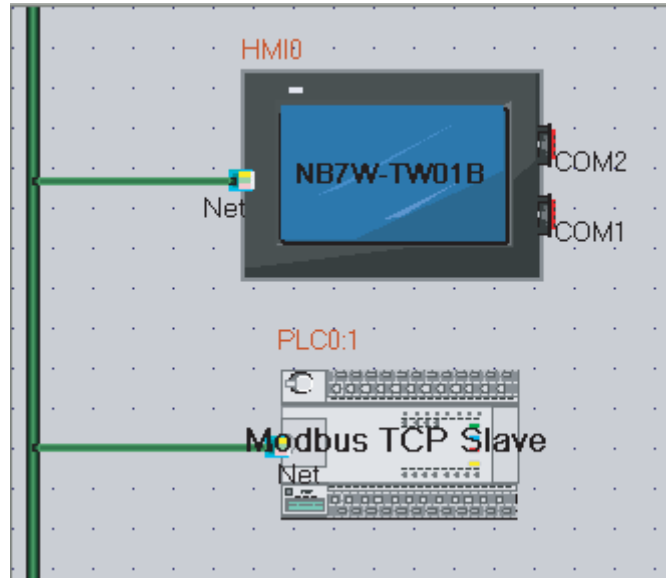 HMI0
NB7W-TW01B
COM2
Net
COM1
PLC0:1
Modbus TCP Slave
Net